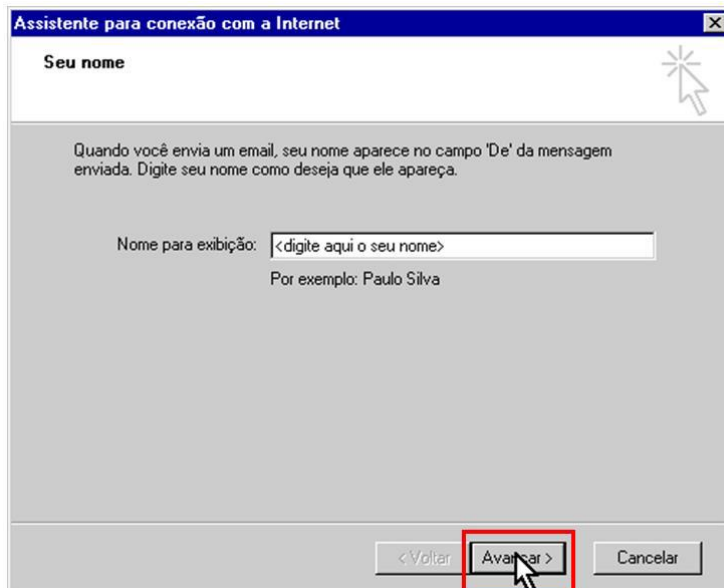 Assistente para conexão com a Internet
Seu nome
Quando você envia um email, seu nome aparece no campo 'De' da mensagem
enviada. Digite seu nome como deseja que ele apareça.
Nome para exibição: <digite aqui o seu nome>
Por exemplo: Paulo Silva
< Voltar Avançar > Cancelar